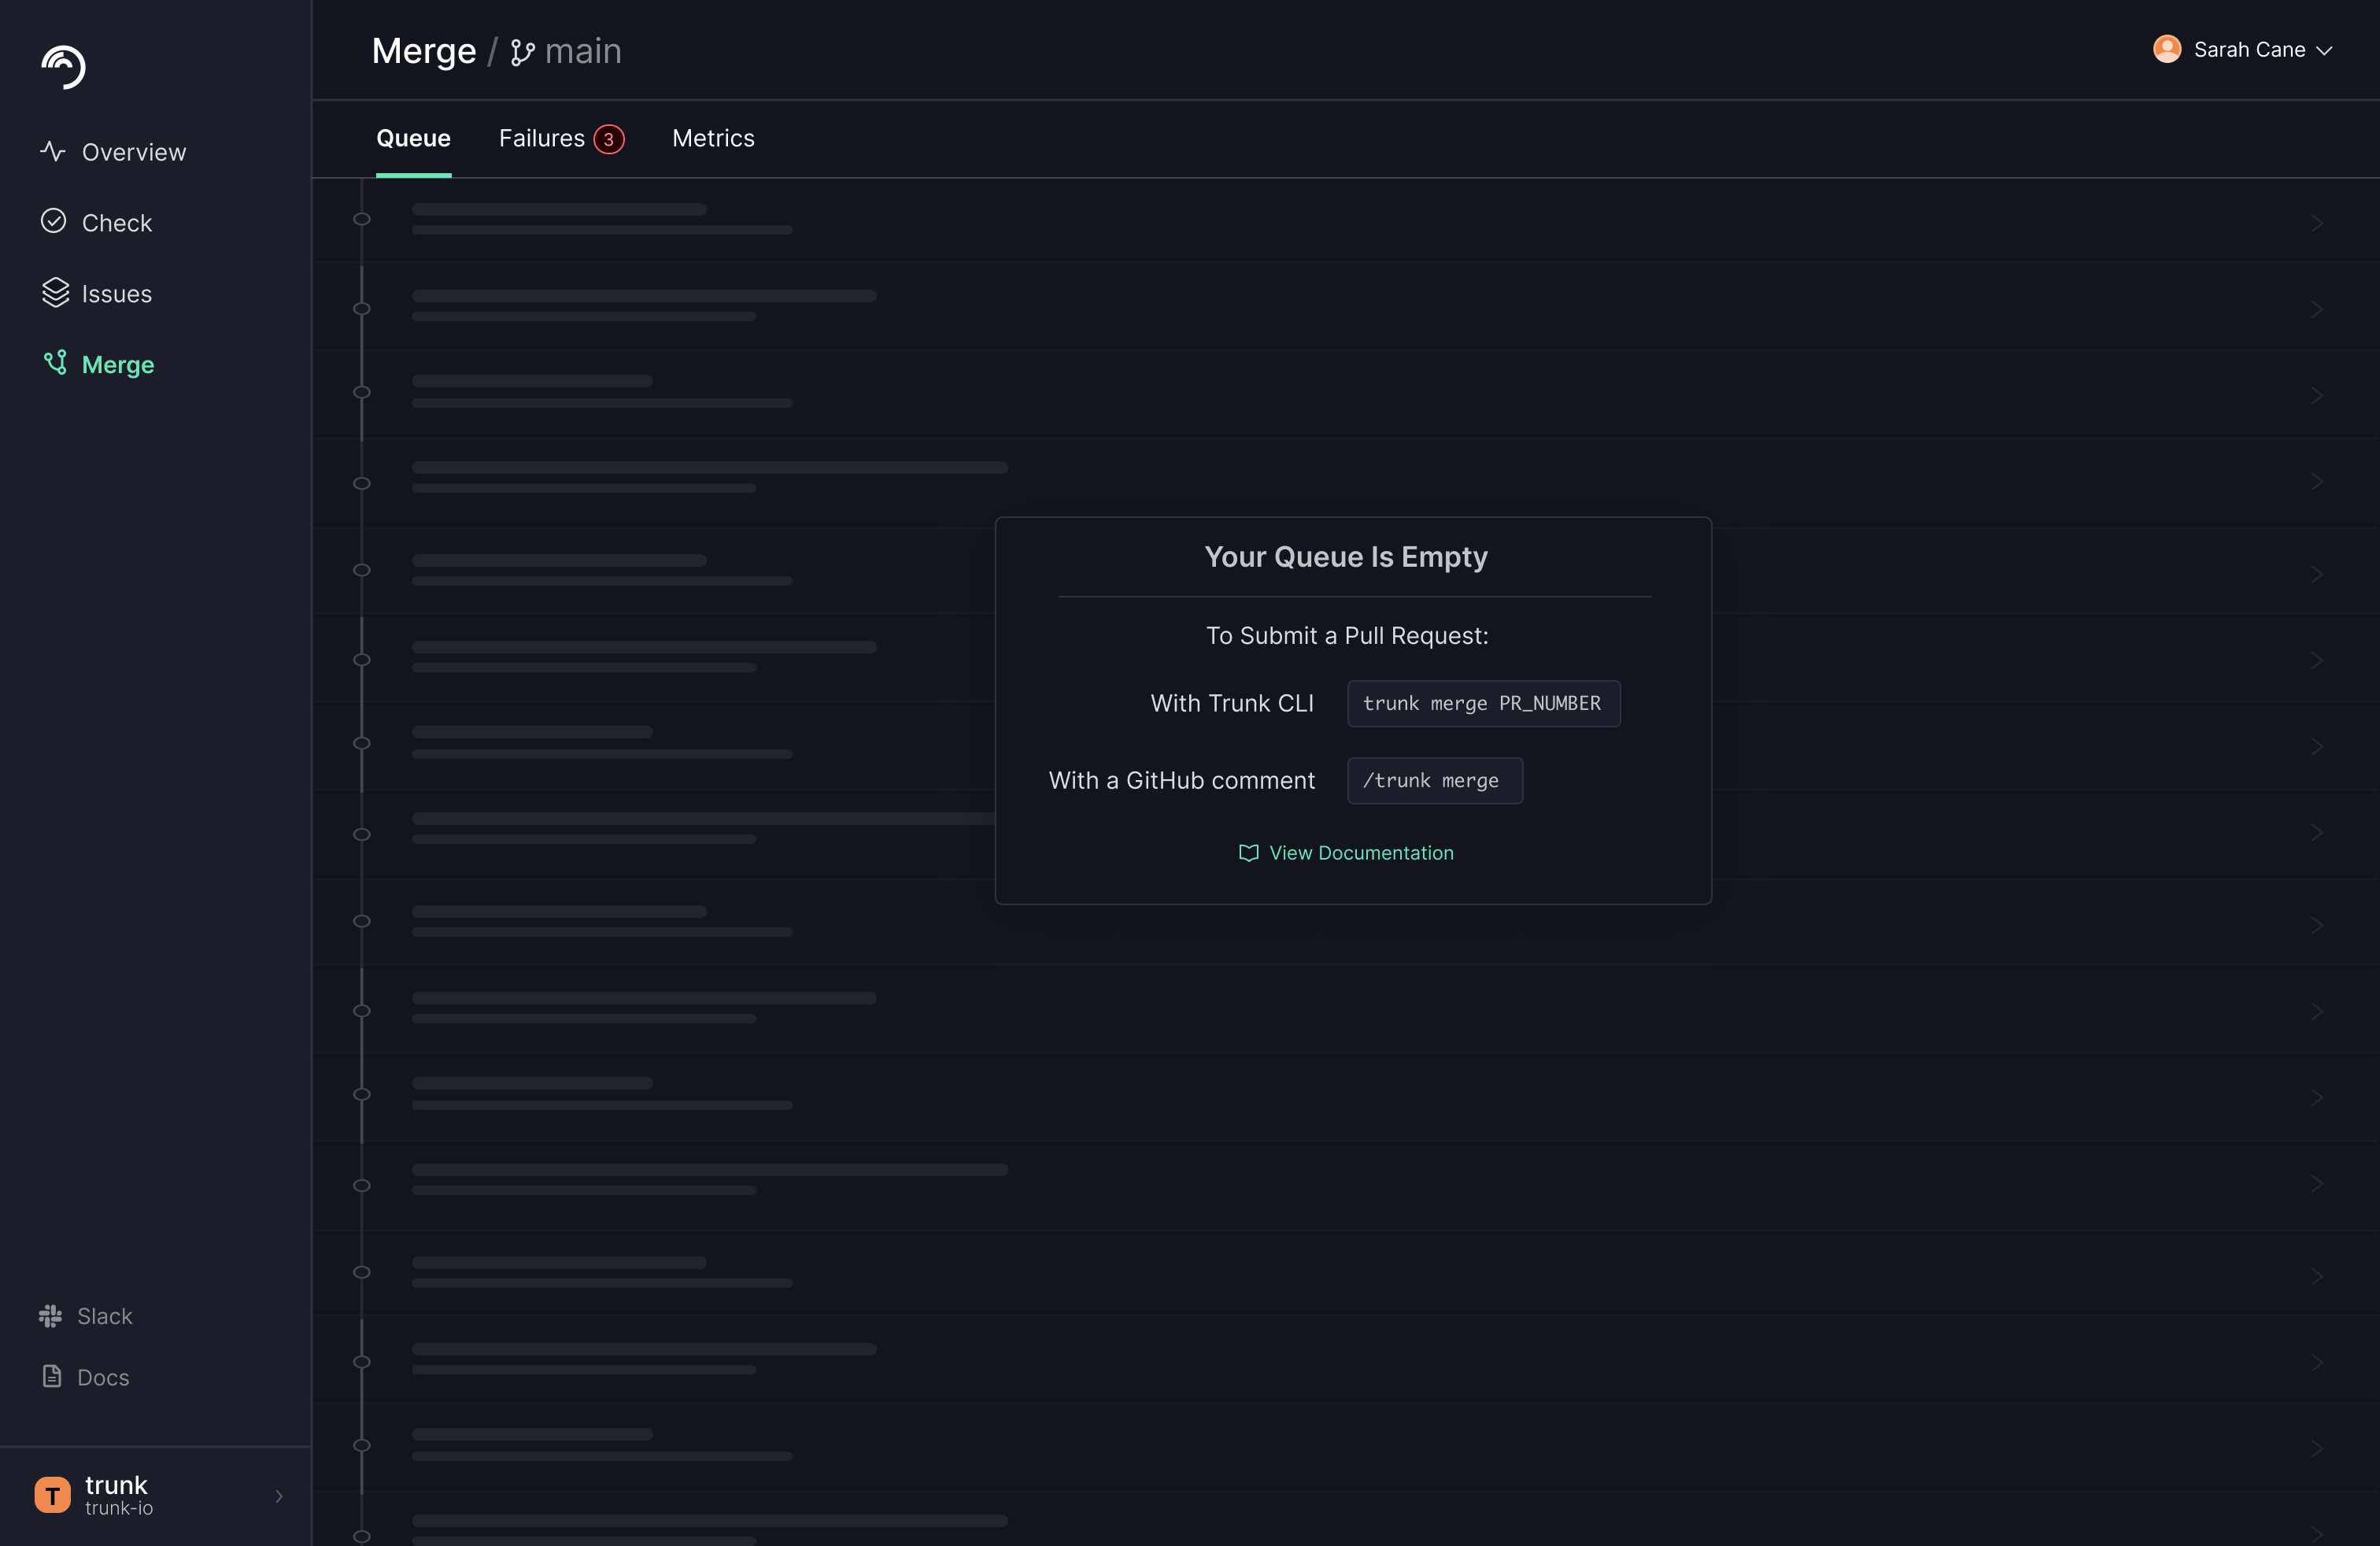 Overview
Check
Issues
Merge
Slack
Docs
T
trunk
trunk-io
Merge / main
Sarah Cane
Queue
Failures 3
Metrics
Your Queue Is Empty
To Submit a Pull Request:
With Trunk CLI trunk merge PR_NUMBER
With a GitHub comment /trunk merge
View Documentation